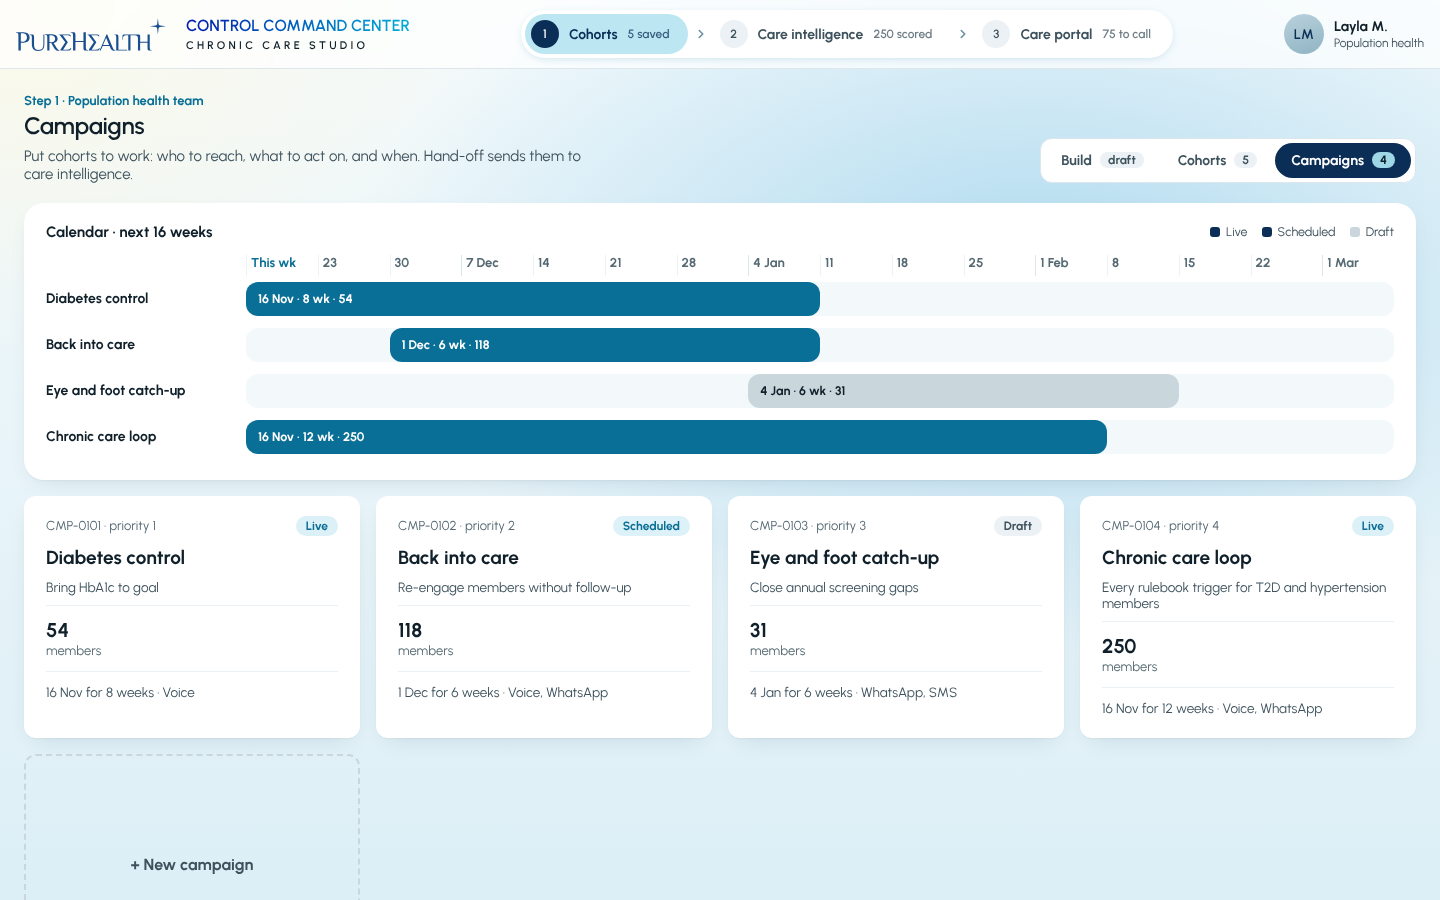 PUREHEALTH
CONTROL COMMAND CENTER
CHRONIC CARE STUDIO
1 Cohorts 5 saved
2 Care intelligence 250 scored
3 Care portal 75 to call
LM
Layla M.
Population health
Step 1 · Population health team
Campaigns
Put cohorts to work: who to reach, what to act on, and when. Hand-off sends them to
care intelligence.
Build draft Cohorts 5 Campaigns 4
Calendar · next 16 weeks
Live Scheduled Draft
This wk 23 30 7 Dec 14 21 28 4 Jan 11 18 25 1 Feb 8 15 22 1 Mar
Diabetes control 16 Nov · 8 wk · 54
Back into care 1 Dec · 6 wk · 118
Eye and foot catch-up 4 Jan · 6 wk · 31
Chronic care loop 16 Nov · 12 wk · 250
CMP-0101 · priority 1 Live
Diabetes control
Bring HbA1c to goal
54
members
16 Nov for 8 weeks · Voice
CMP-0102 · priority 2 Scheduled
Back into care
Re-engage members without follow-up
118
members
1 Dec for 6 weeks · Voice, WhatsApp
CMP-0103 · priority 3 Draft
Eye and foot catch-up
Close annual screening gaps
31
members
4 Jan for 6 weeks · WhatsApp, SMS
CMP-0104 · priority 4 Live
Chronic care loop
Every rulebook trigger for T2D and hypertension
members
250
members
16 Nov for 12 weeks · Voice, WhatsApp
+ New campaign